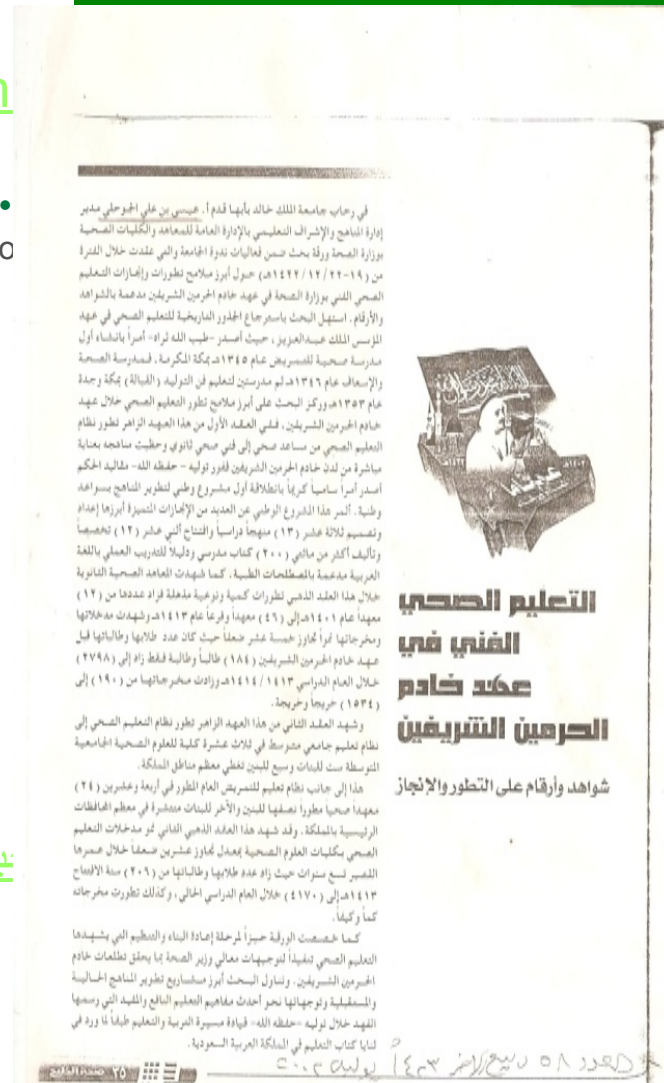 في رحاب جامعة الملك خالد بأبها قدم أ. عيسى بن علي الجوحلي مدير
إدارة المناهج والإشراف التعليمي بالإدارة العامة للمعاهد والكليات الصحية
بوزارة الصحة ورقة بحث ضمن فعاليات ندوة الجامعة والتي عقدت خلال الفترة
من (١٩-١٤٢٢/١٢/٢٢هـ) حول أبرز ملامح تطورات وإنجازات التعليم
الصحي الفني بوزارة الصحة في عهد خادم الحرمين الشريفين مدعمة بالشواهد
والأرقام. استهل البحث باسترجاع الجذور التاريخية للتعليم الصحي في عهد
المؤسس الملك عبدالعزيز، حيث أصدر -طيب الله ثراه- أمراً بانشاء أول
مدرسة صحية للتمريض عام ١٣٤٥هـ بمكة المكرمة، فمدرسة الصحة
والإسعاف عام ١٣٤٦هـ ثم مدرستين لتعليم فن التوليد (القبالة) بمكة وجدة
عام ١٣٥٣هـ وركز البحث على أبرز ملامح تطور التعليم الصحي خلال عهد
خادم الحرمين الشريفين، ففي العقد الأول من هذا العهد الزاهر تطور نظام
التعليم الصحي من مساعد صحي إلى فني صحي ثانوي وحظيت مناهجه بعناية
مباشرة من لدن خادم الحرمين الشريفين ففور توليه - حفظه الله- مقاليد الحكم
أصدر أمرا سامياً كريماً بانطلاقة أول مشروع وطني لتطوير المناهج بسواعد
وطنية. أثمر هذا المشروع الوطني عن العديد من الإنجازات المتميزة أبرزها إعداد
وتصميم ثلاثة عشر (١٣) منهجاً دراسياً وافتتاح أثني عشر (١٢) تخصصاً
وتأليف أكثر من مائتي (٢٠٠) كتاب مدرسي ودليلاً للتدريب العملي باللغة
العربية مدعمة بالمصطلحات الطبية. كما شهدت المعاهد الصحية الثانوية
خلال هذا العقد الذهبي تطورات كمية ونوعية مذهلة فزاد عددها من (١٢)
معهداً عام ١٤٠١هـ إلى (٤٦) معهداً وفرعاً عام ١٤١٣هـ وشهدت مدخلاتها
ومخرجاتها نمواً تجاوز خمسة عشر ضعفاً حيث كان عدد طلابها وطالباتها قبل
عهد خادم الحرمين الشريفين (١٨٤) طالباً وطالبة فقط زاد إلى (٢٧٩٨)
خلال العام الدراسي ١٤١٤/١٤١٣هـ وزادت مخرجاتها من (١٩٠) إلى
(١٥٣٤) خريجاً وخريجة.
وشهد العقد الثاني من هذا العهد الزاهر تطور نظام التعليم الصحي إلى
نظام تعليم جامعي متوسط في ثلاث عشرة كلية للعلوم الصحية الجامعية
المتوسطة ست للبنات وسبع للبنين تغطي معظم مناطق المملكة.
هذا إلى جانب نظام تعليم للتمريض العام المطور في أربعة وعشرين (٢٤)
معهداً صحياً مطوراً نصفها للبنين والآخر للبنات منتشرة في معظم المحافظات
الرئيسية بالمملكة. وقد شهد هذا العقد الذهبي الثاني نمو مدخلات التعليم
الصحي بكليات العلوم الصحية بمعدل تجاوز عشرين ضعفاً خلال عمرها
القصير تسع سنوات حيث زاد عدد طلابها وطالباتها من (٢٠٦) سنة الافتتاح
١٤١٣هـ إلى (٤١٧٠) خلال العام الدراسي الحالي، وكذلك تطورت مخرجاته
كماً وكيفاً.
كما خصصت الورقة حيزاً لمرحلة إعادة البناء والتنظيم التي يشهدها
التعليم الصحي تنفيذاً لتوجيهات معالي وزير الصحة بما يحقق تطلعات خادم
الحرمين الشريفين. وتناول البحث أبرز مشاريع تطوير المناهج الحالية
والمستقبلية وتوجهاتها نحو أحدث مفاهيم التعليم النافع والمفيد التي رسمها
الفهد خلال توليه -حفظه الله- قيادة مسيرة التربية والتعليم طبقاً لما ورد في
ثنايا كتاب التعليم في المملكة العربية السعودية.
التعليم الصحي
الفني في
عهد خادم
الحرمين الشريفين
شواهد وأرقام على التطور والإنجاز
العدد ٥٨ ربيع الآخر ١٤٢٣هـ يوليه ٢٠٠٢
٢٥